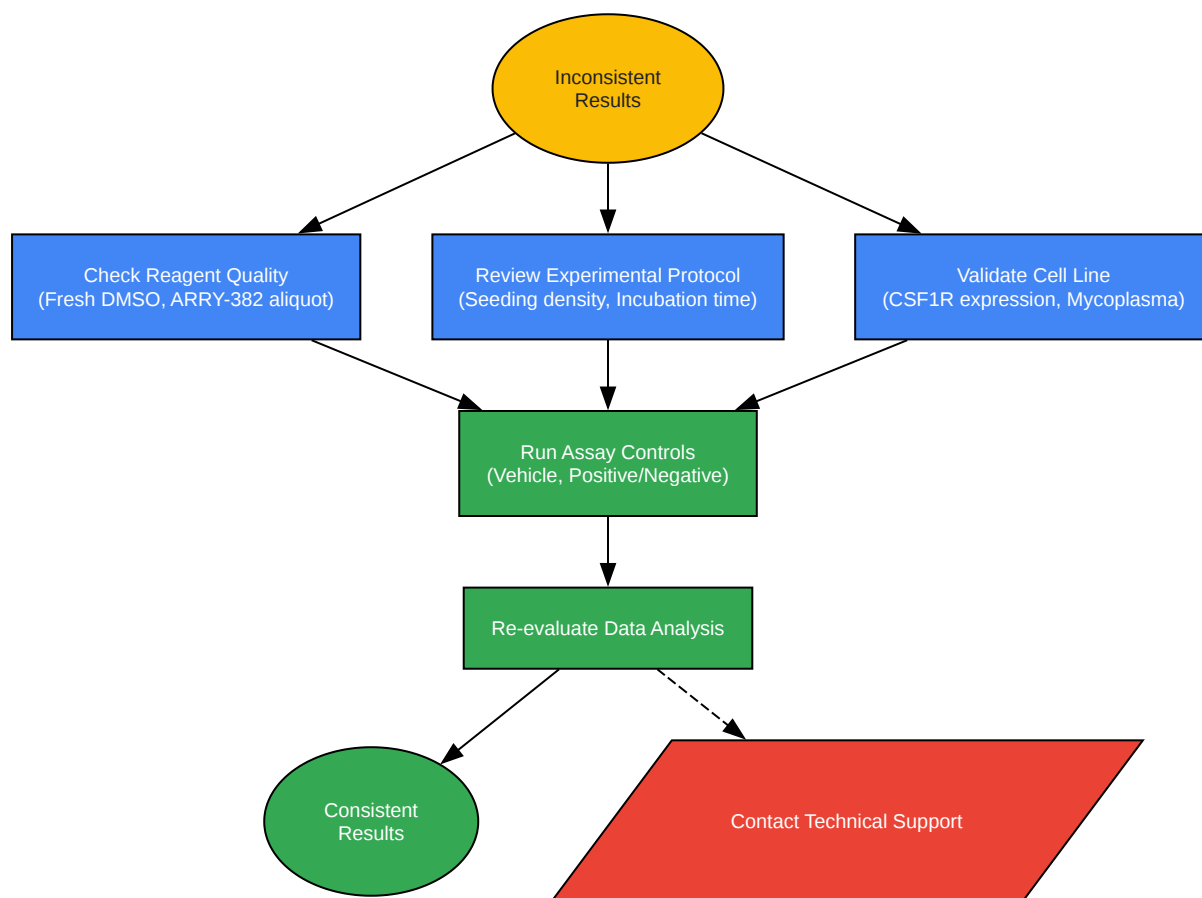 Inconsistent
Results
Check Reagent Quality
(Fresh DMSO, ARRY-382 aliquot)
Review Experimental Protocol
(Seeding density, Incubation time)
Validate Cell Line
(CSF1R expression, Mycoplasma)
Run Assay Controls
(Vehicle, Positive/Negative)
Re-evaluate Data Analysis
Consistent
Results
Contact Technical Support